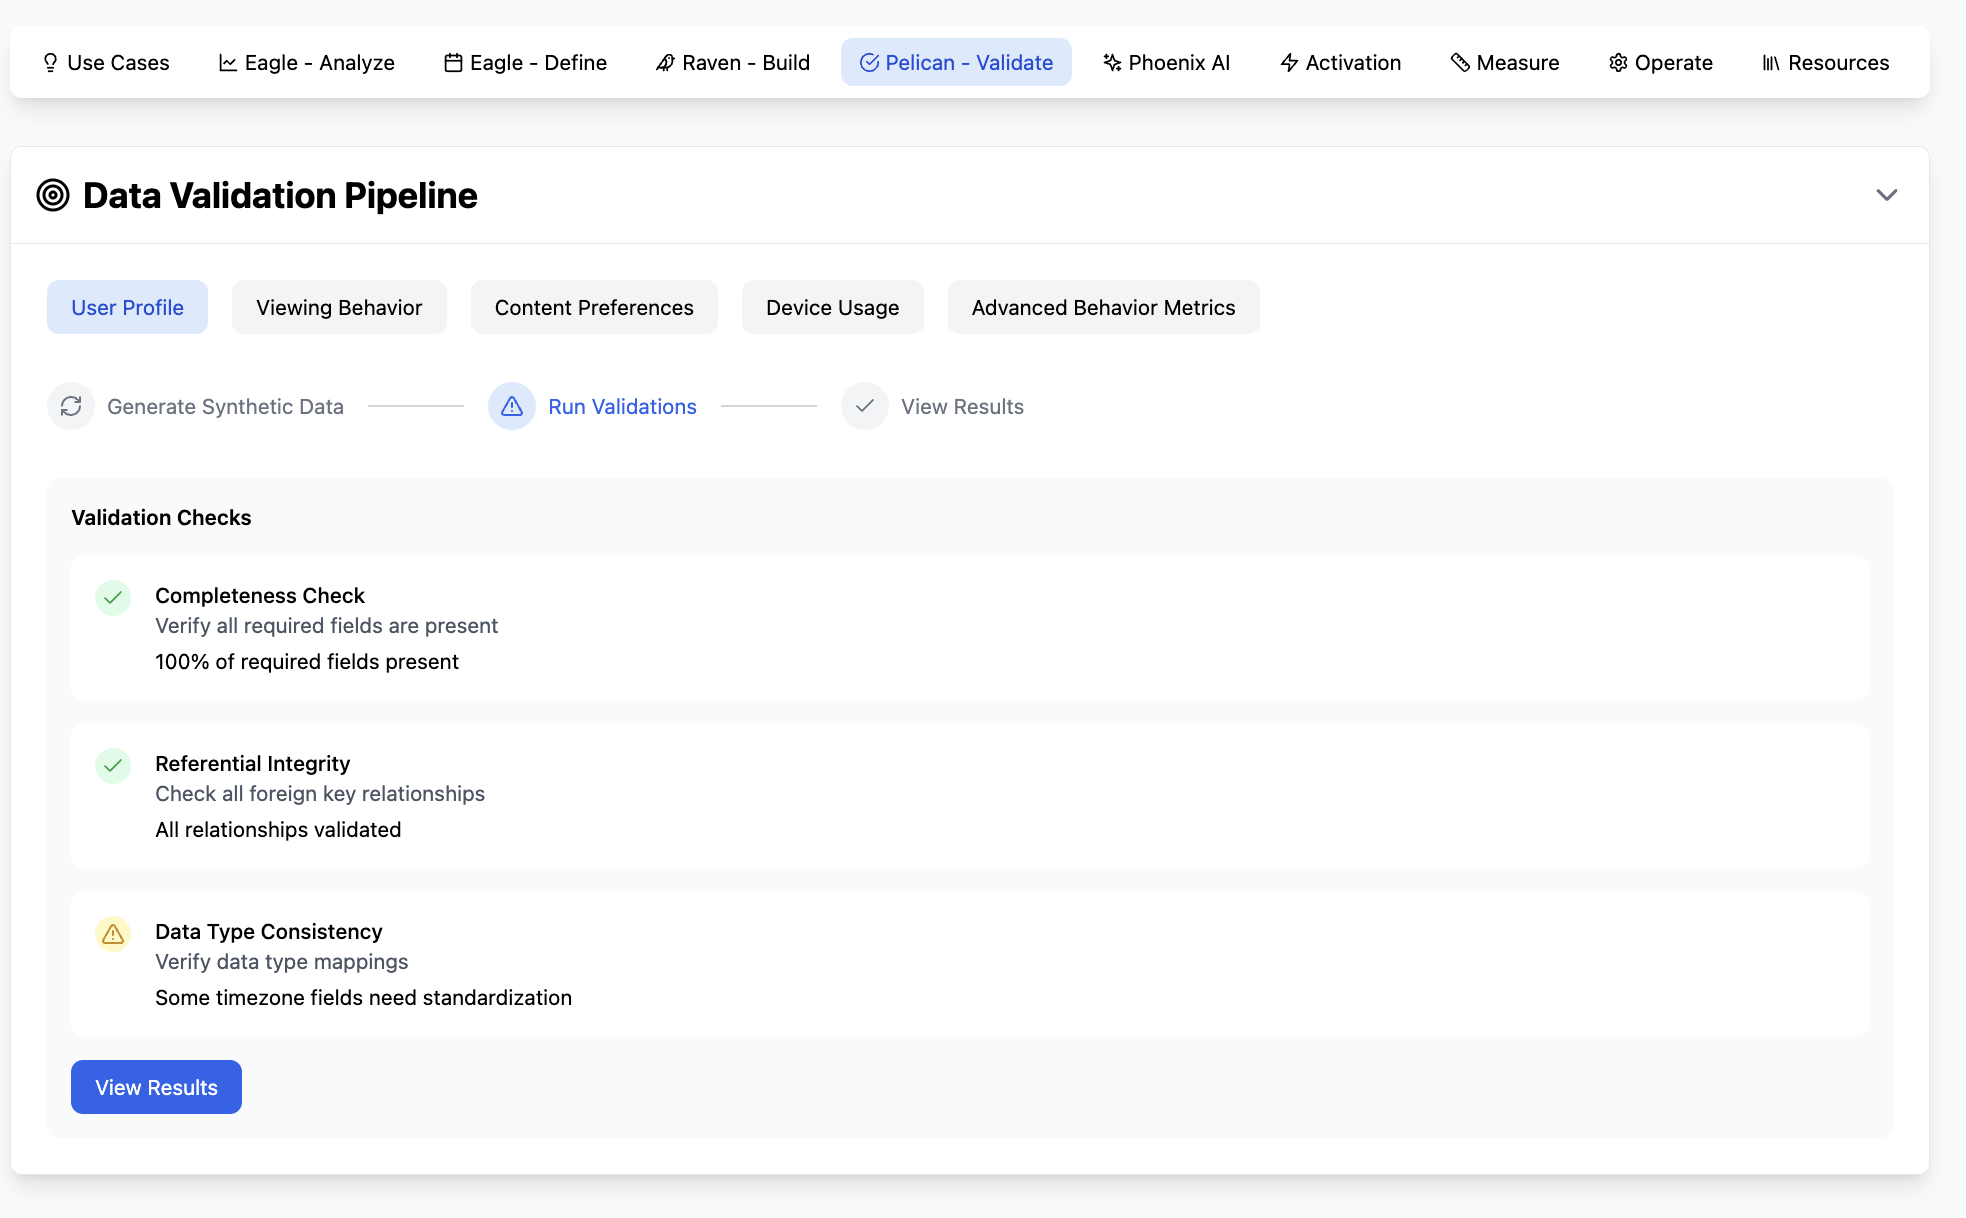 Use Cases
Eagle - Analyze
Eagle - Define
Raven - Build
Pelican - Validate
Phoenix AI
Activation
Measure
Operate
Resources
Data Validation Pipeline
User Profile
Viewing Behavior
Content Preferences
Device Usage
Advanced Behavior Metrics
Generate Synthetic Data
Run Validations
View Results
Validation Checks
Completeness Check
Verify all required fields are present
100% of required fields present
Referential Integrity
Check all foreign key relationships
All relationships validated
Data Type Consistency
Verify data type mappings
Some timezone fields need standardization
View Results